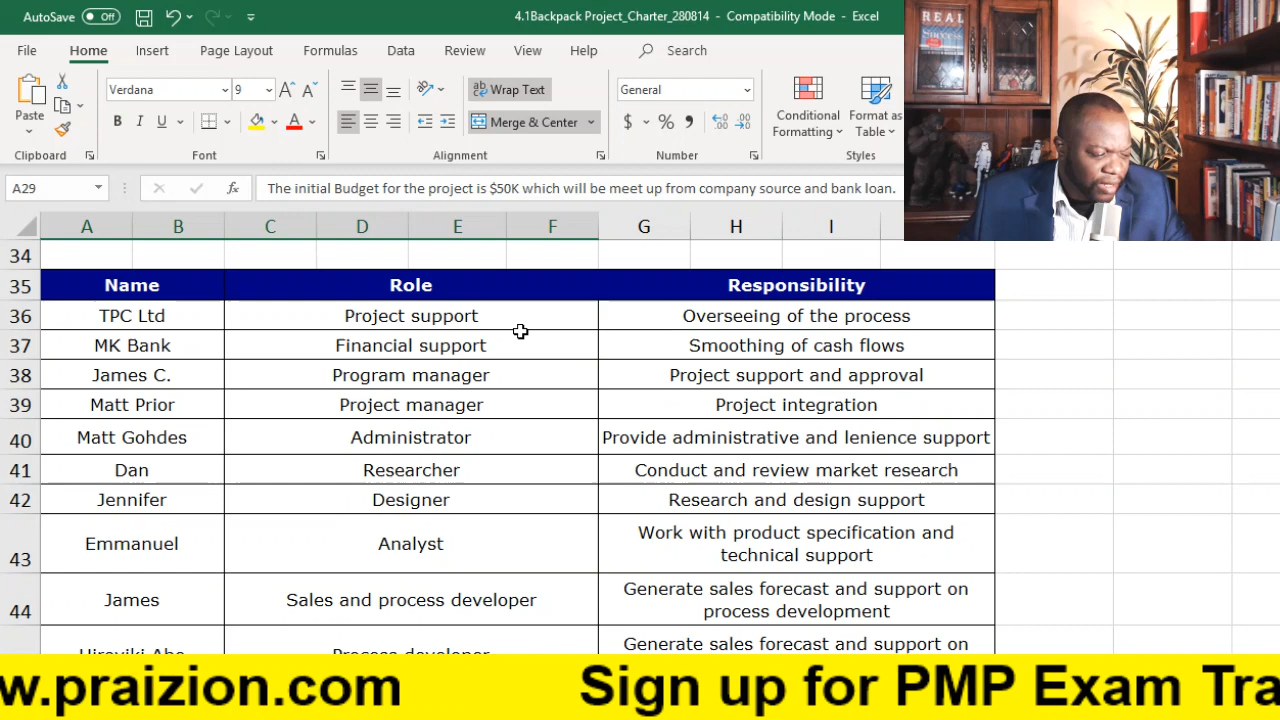 AutoSave Off 4.1Backpack Project_Charter_280814 - Compatibility Mode - Excel
File Home Insert Page Layout Formulas Data Review View Help Search
Paste
Verdana 9
B I U A
ab Wrap Text
Merge & Center
General
$ % ,
Conditional Formatting
Format as Table
Clipboard Font Alignment Number Styles
A29 fx The initial Budget for the project is $50K which will be meet up from company source and bank loan.
A B C D E F G H I
34
35 Name Role Responsibility
36 TPC Ltd Project support Overseeing of the process
37 MK Bank Financial support Smoothing of cash flows
38 James C. Program manager Project support and approval
39 Matt Prior Project manager Project integration
40 Matt Gohdes Administrator Provide administrative and lenience support
41 Dan Researcher Conduct and review market research
42 Jennifer Designer Research and design support
43 Emmanuel Analyst Work with product specification and
technical support
44 James Sales and process developer Generate sales forecast and support on
process development
Process developer Generate sales forecast and support on
w.praizion.com Sign up for PMP Exam Tra
REAL
Success